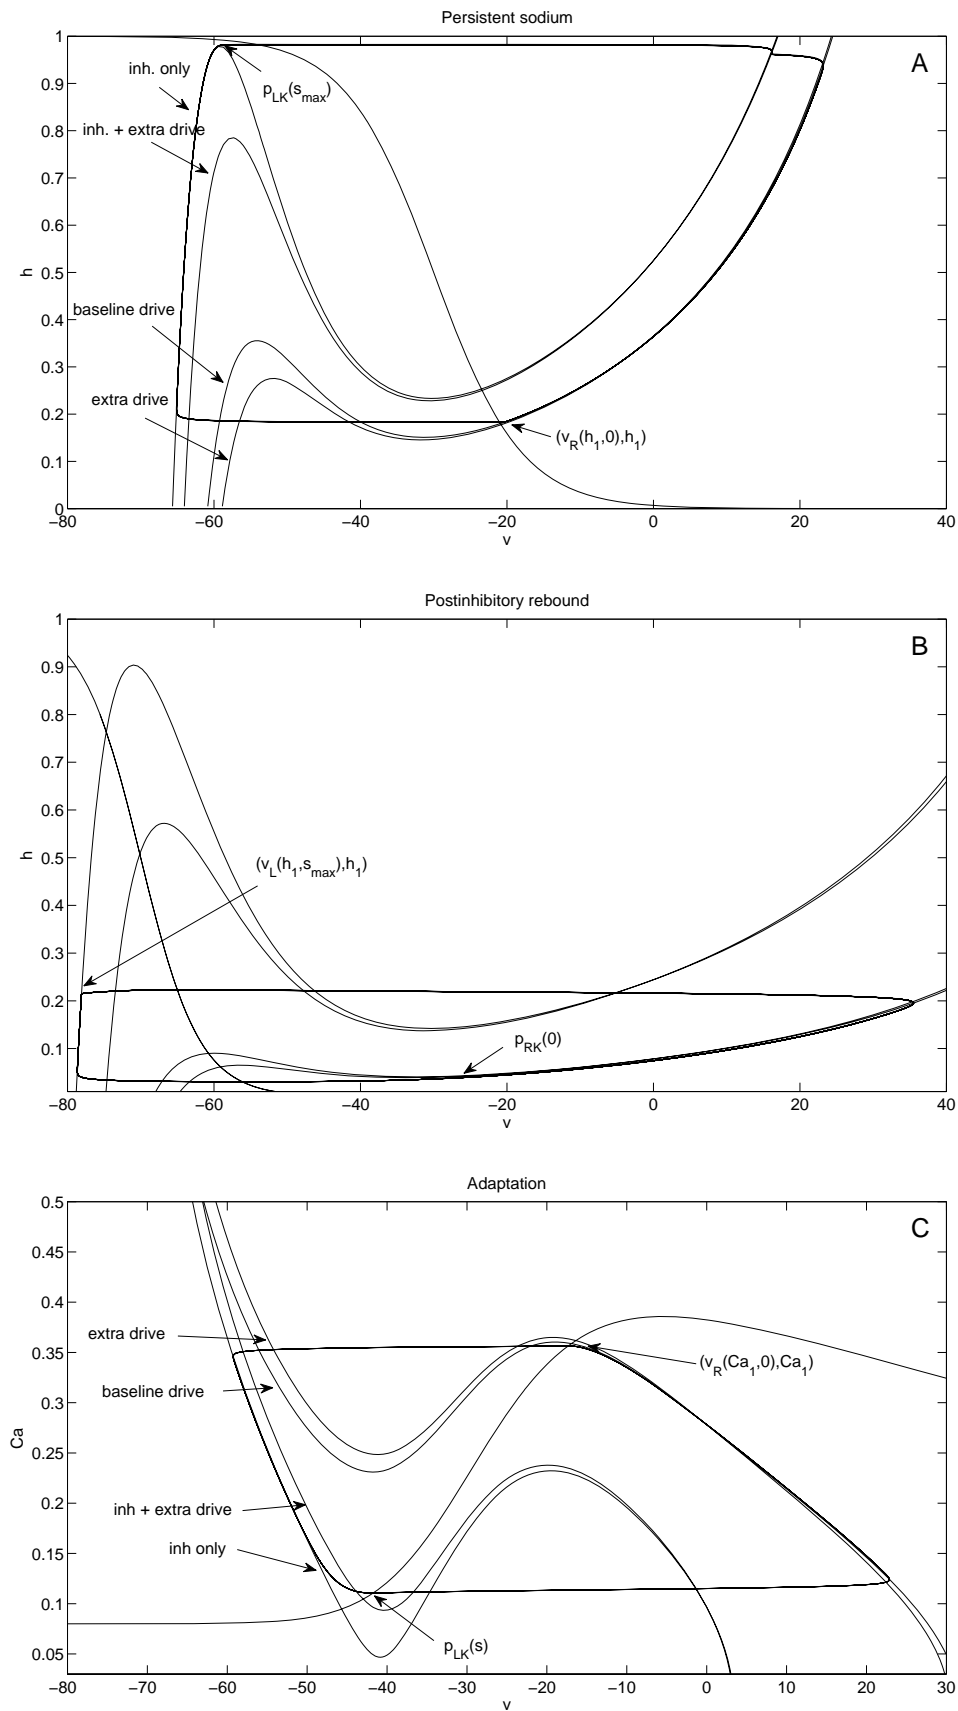 Persistent sodium
A
1
0.9
0.8
0.7
0.6
0.5
0.4
0.3
0.2
0.1
0
h
inh. only
p_LK(s_max)
inh. + extra drive
baseline drive
extra drive
(v_R(h_1,0),h_1)
−80 −60 −40 −20 0 20 40
v
Postinhibitory rebound
B
1
0.9
0.8
0.7
0.6
0.5
0.4
0.3
0.2
0.1
h
(v_L(h_1,s_max),h_1)
p_RK(0)
−80 −60 −40 −20 0 20 40
v
Adaptation
C
0.5
0.45
0.4
0.35
0.3
0.25
0.2
0.15
0.1
0.05
Ca
extra drive
(v_R(Ca_1,0),Ca_1)
baseline drive
inh + extra drive
inh only
p_LK(s)
−80 −70 −60 −50 −40 −30 −20 −10 0 10 20 30
v